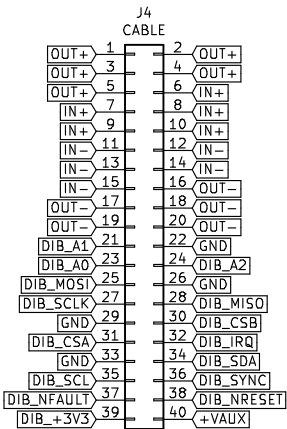 J4
CABLE
OUT+ 1 2 OUT+
OUT+ 3 4 OUT+
OUT+ 5 6 IN+
IN+ 7 8 IN+
IN+ 9 10 IN+
IN- 11 12 IN-
IN- 13 14 IN-
IN- 15 16 OUT-
OUT- 17 18 OUT-
OUT- 19 20 OUT-
DIB_A1 21 22 GND
DIB_A0 23 24 DIB_A2
DIB_MOSI 25 26 GND
DIB_SCLK 27 28 DIB_MISO
GND 29 30 DIB_CSB
DIB_CSA 31 32 DIB_IRQ
GND 33 34 DIB_SDA
DIB_SCL 35 36 DIB_SYNC
DIB_NFAULT 37 38 DIB_NRESET
DIB_+3V3 39 40 +VAUX